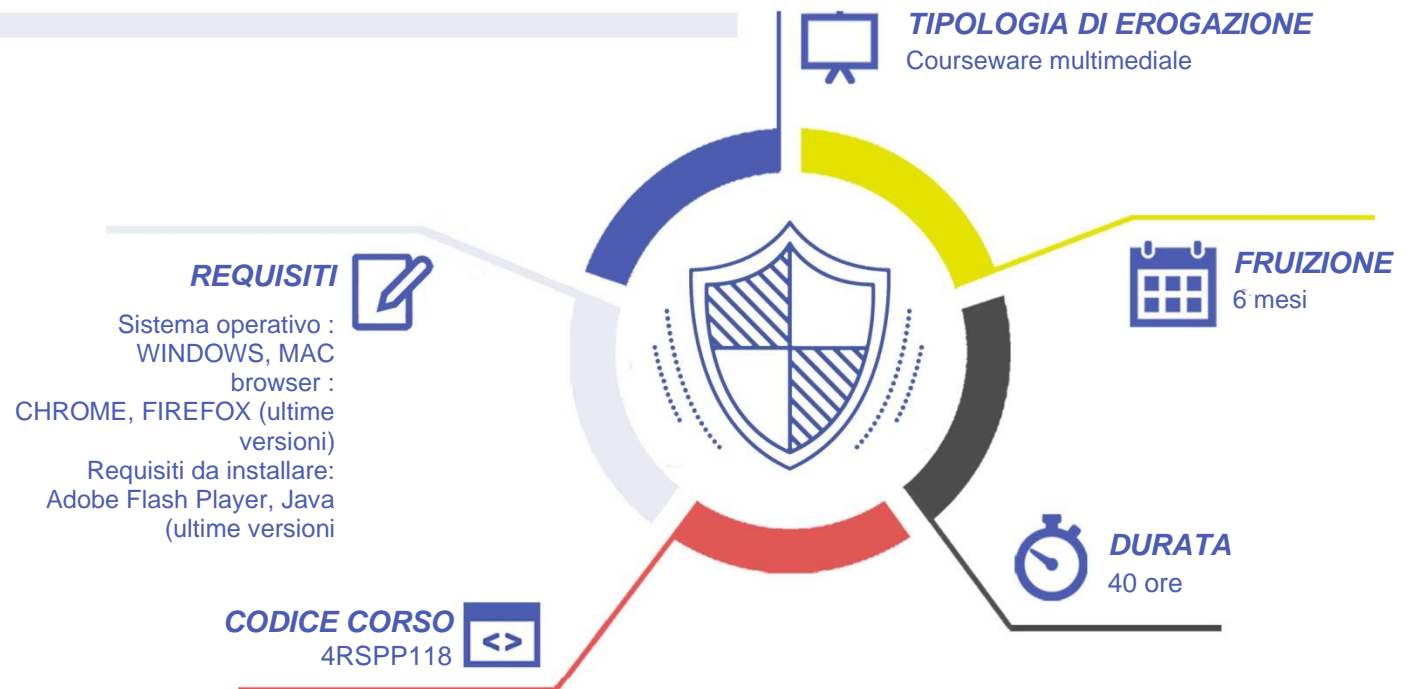 TIPOLOGIA DI EROGAZIONE
Courseware multimediale
REQUISITI
Sistema operativo :
WINDOWS, MAC
browser :
CHROME, FIREFOX (ultime
versioni)
Requisiti da installare:
Adobe Flash Player, Java
(ultime versioni
FRUIZIONE
6 mesi
DURATA
40 ore
CODICE CORSO
4RSPP118
<>